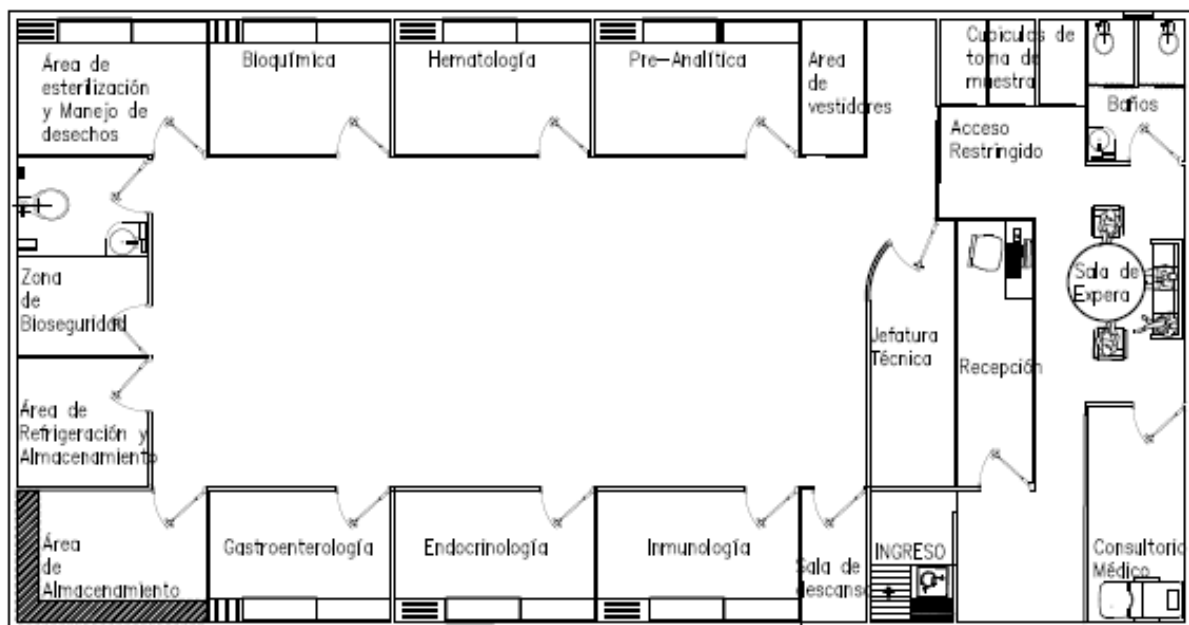 Área de
esterilización
y Manejo de
desechos
Bioquímica
Hematología
Pre-Analítica
Area
de
vestidores
Cubiculos de
toma de
muestra
Baños
Acceso
Restringido
Zona
de
Bioseguridad
Sala de
Expera
Jefatura
Técnica
Recepción
Área de
Refrigeración y
Almacenamiento
Área
de
Almacenamiento
Gastroenterología
Endocrinología
Inmunología
Sala de
descanso
INGRESO
Consultorio
Médico